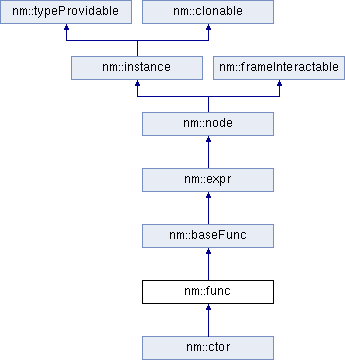 nm::typeProvidable nm::clonable
nm::instance nm::frameInteractable
nm::node
nm::expr
nm::baseFunc
nm::func
nm::ctor